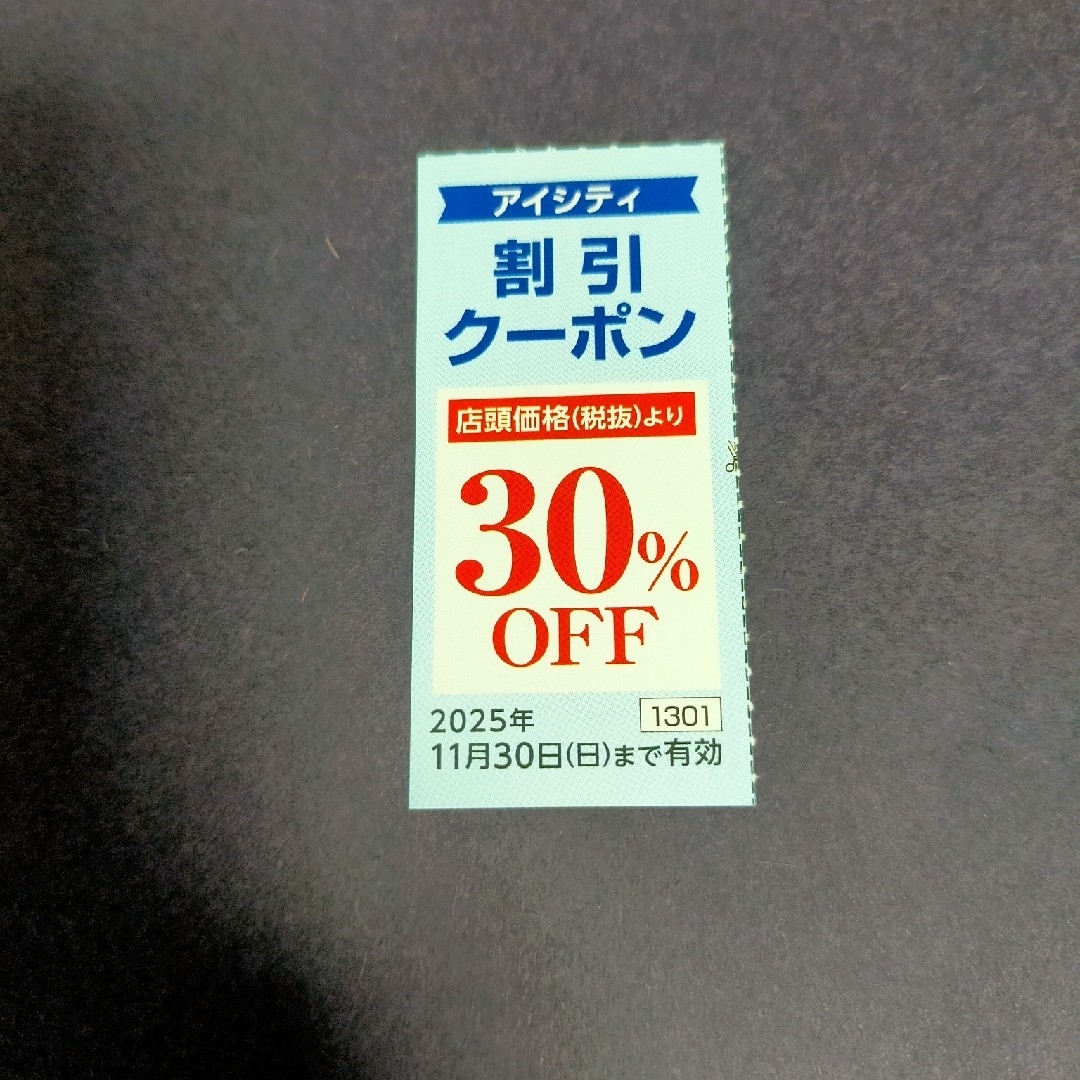 アイシティ
割引
クーポン
店頭価格(税抜)より
30%
OFF
2025年
1301
11月30日(日)まで有効